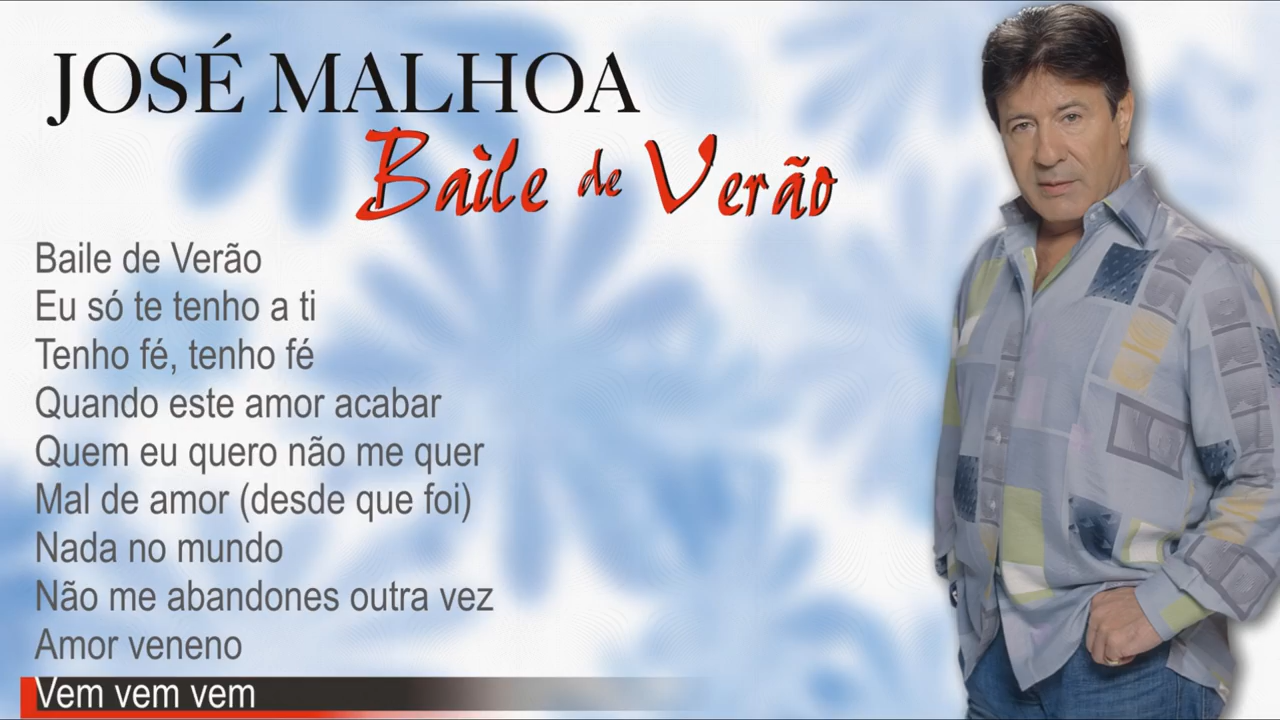 JOSÉ MALHOA
Baile de Verão
Baile de Verão
Eu só te tenho a ti
Tenho fé, tenho fé
Quando este amor acabar
Quem eu quero não me quer
Mal de amor (desde que foi)
Nada no mundo
Não me abandones outra vez
Amor veneno
Vem vem vem